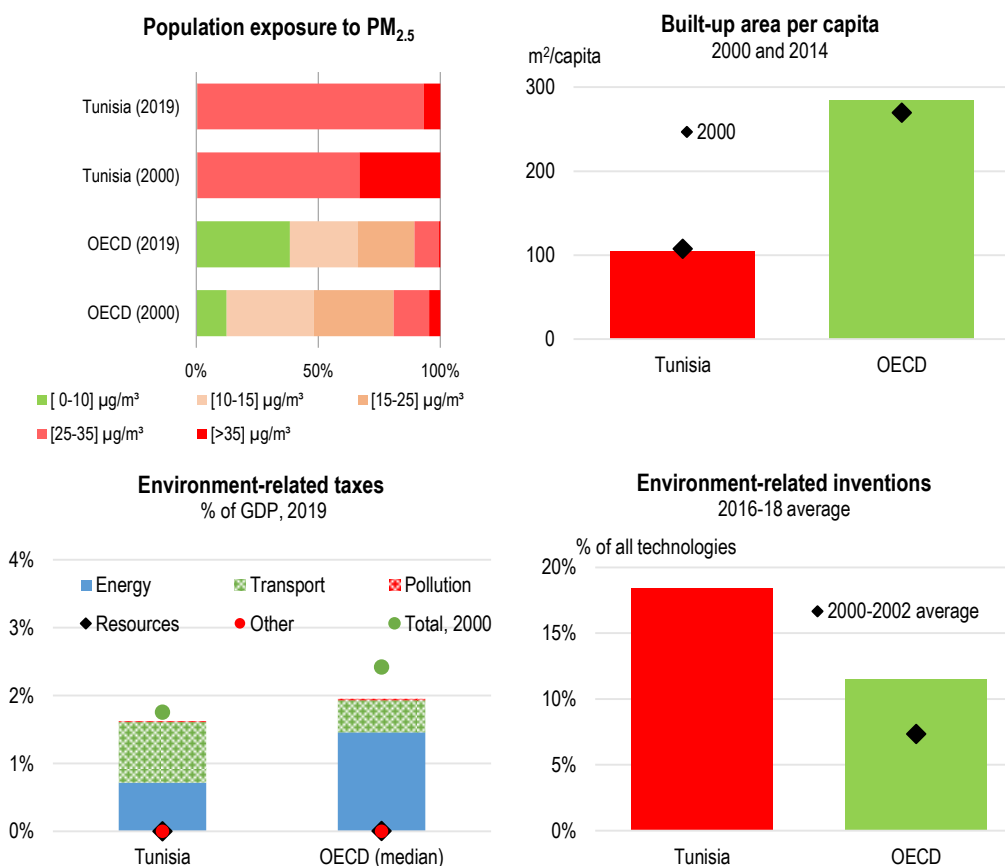 Population exposure to PM2.5
Tunisia (2019)
Tunisia (2000)
OECD (2019)
OECD (2000)
0% 50% 100%
[ 0-10] µg/m³ [10-15] µg/m³ [15-25] µg/m³
[25-35] µg/m³ [>35] µg/m³
Built-up area per capita
2000 and 2014
m²/capita
300
2000
200
100
0
Tunisia OECD
Environment-related taxes
% of GDP, 2019
4%
Energy Transport Pollution
Resources Other Total, 2000
3%
2%
1%
0%
Tunisia OECD (median)
Environment-related inventions
2016-18 average
% of all technologies
20%
2000-2002 average
15%
10%
5%
0%
Tunisia OECD